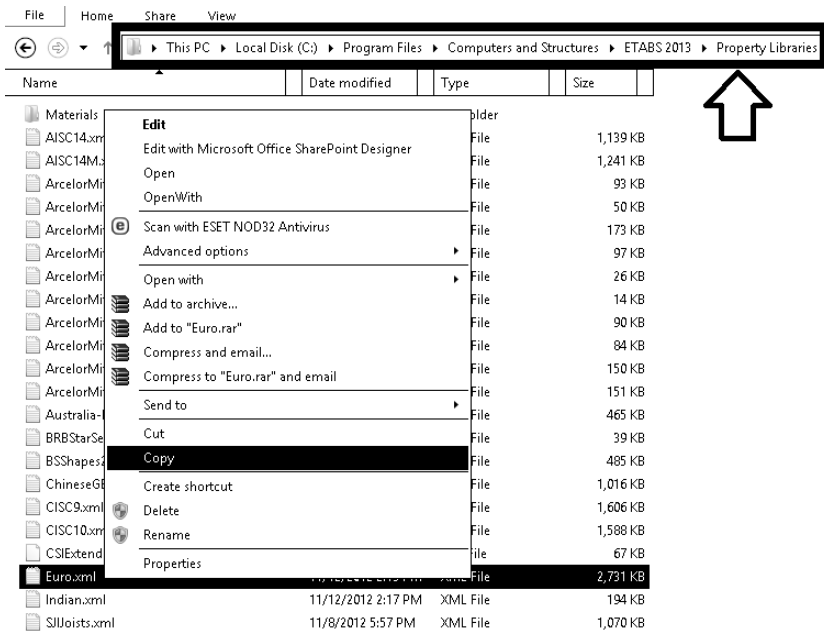 File Home Share View
This PC Local Disk (C:) Program Files Computers and Structures ETABS 2013 Property Libraries
Name Date modified Type Size
Materials
AISC14.xm File 1,139 KB
AISC14M. File 1,241 KB
ArcelorMi File 93 KB
ArcelorMi File 50 KB
ArcelorMi File 173 KB
ArcelorMi File 97 KB
ArcelorMi File 26 KB
ArcelorMi File 14 KB
ArcelorMi File 90 KB
ArcelorMi File 84 KB
ArcelorMi File 150 KB
ArcelorMi File 151 KB
Australia- File 465 KB
BRBStarSe File 39 KB
BSShapes2 File 485 KB
ChineseGB File 1,016 KB
CISC9.xml File 1,606 KB
CISC10.xm File 1,588 KB
CSIExtend 67 KB
Euro.xml File 2,731 KB
Indian.xml 11/12/2012 2:17 PM XML File 194 KB
SJIJoists.xml 11/8/2012 5:57 PM XML File 1,070 KB
Edit
Edit with Microsoft Office SharePoint Designer
Open
OpenWith
Scan with ESET NOD32 Antivirus
Advanced options
Open with
Add to archive...
Add to "Euro.rar"
Compress and email...
Compress to "Euro.rar" and email
Send to
Cut
Copy
Create shortcut
Delete
Rename
Properties